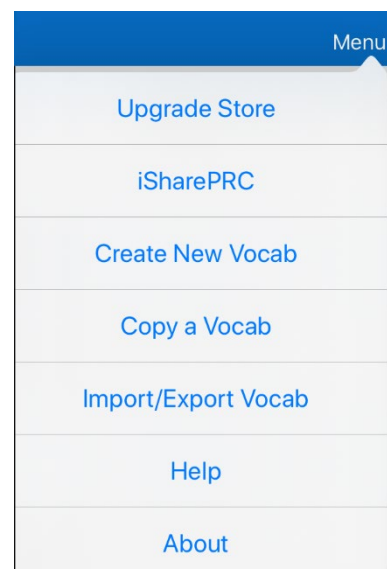 Menu
Upgrade Store
iSharePRC
Create New Vocab
Copy a Vocab
Import/Export Vocab
Help
About